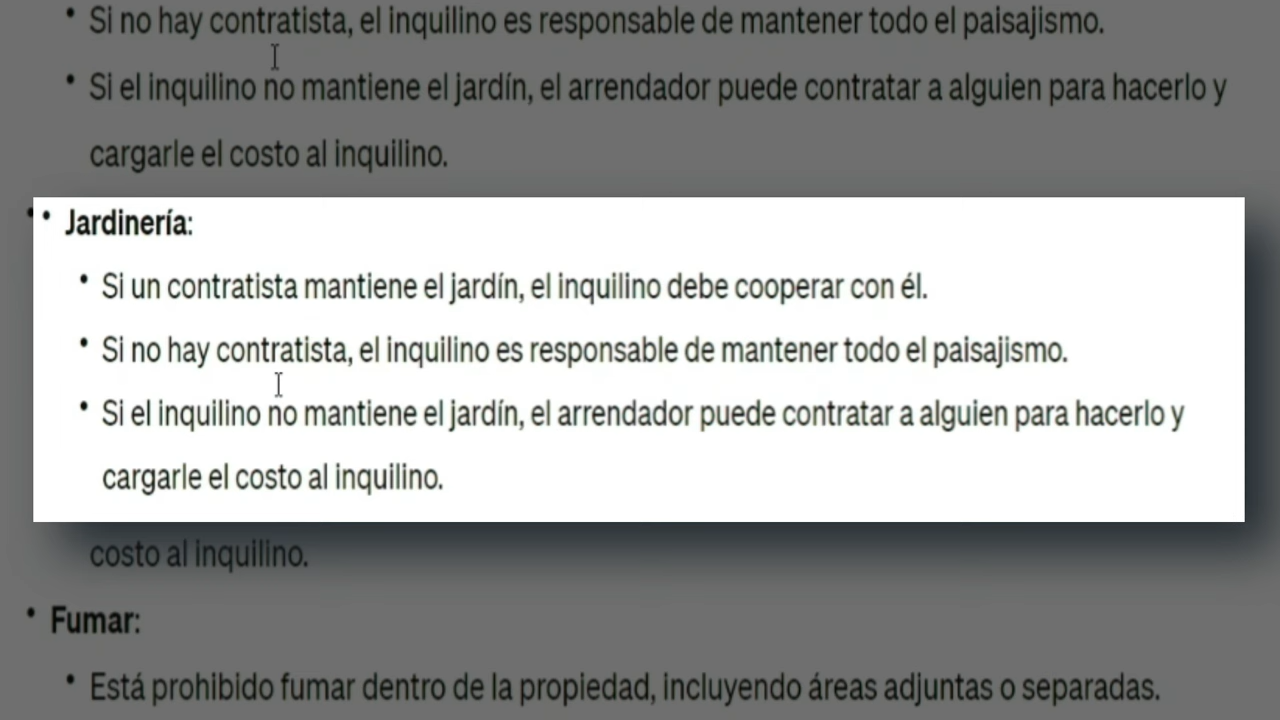 • Si no hay contratista, el inquilino es responsable de mantener todo el paisajismo.
• Si el inquilino no mantiene el jardín, el arrendador puede contratar a alguien para hacerlo y
cargarle el costo al inquilino.
• Jardinería:
• Si un contratista mantiene el jardín, el inquilino debe cooperar con él.
• Si no hay contratista, el inquilino es responsable de mantener todo el paisajismo.
• Si el inquilino no mantiene el jardín, el arrendador puede contratar a alguien para hacerlo y
cargarle el costo al inquilino.
costo al inquilino.
• Fumar:
• Está prohibido fumar dentro de la propiedad, incluyendo áreas adjuntas o separadas.